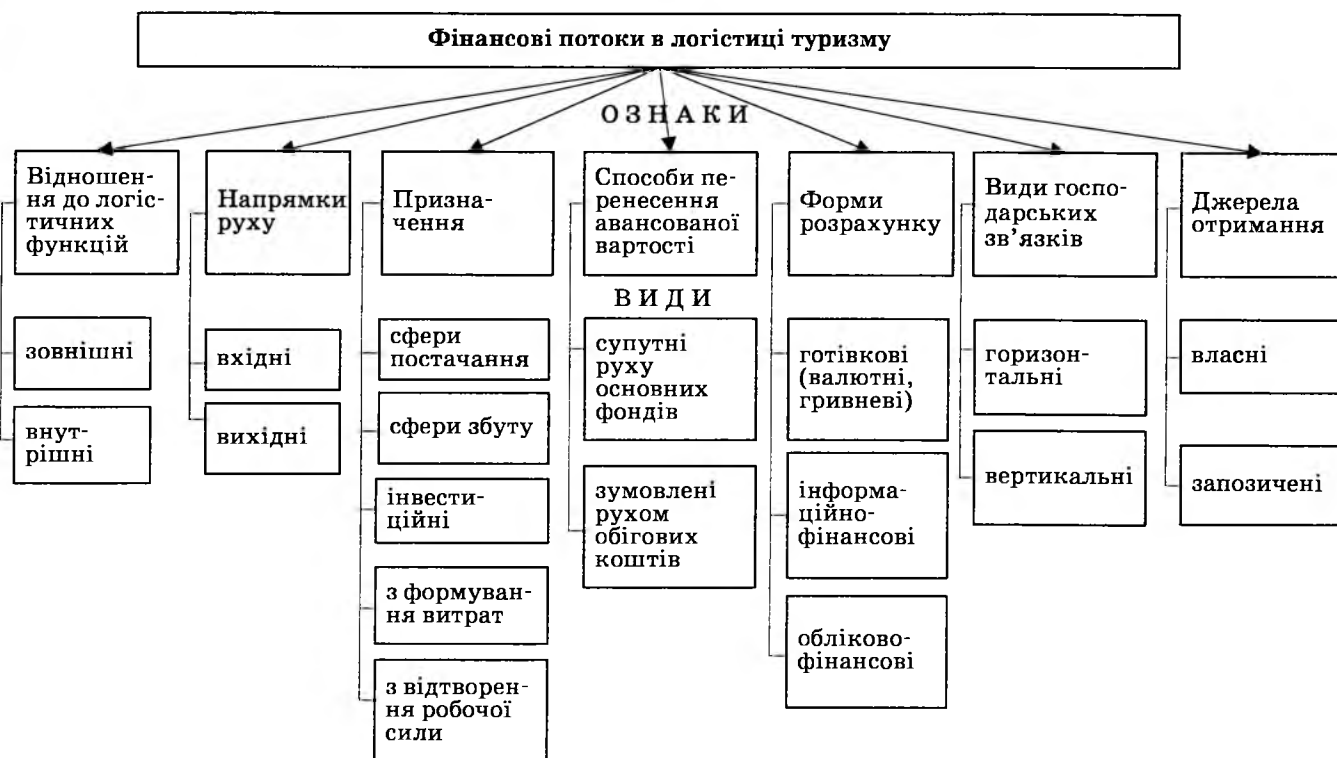 Фінансові потоки в логістиці туризму
ОЗНАКИ
Відношен-
ня до логіс-
тичних
функцій
Напрямки
руху
Призна-
чення
Способи пе-
ренесення
авансованої
вартості
Форми
розрахунку
Види госпо-
дарських
зв'язків
Джерела
отримання
ВИДИ
зовнішні
внут-
рішні
вхідні
вихідні
сфери
постачання
сфери збуту
інвести-
ційні
з формуван-
ня витрат
з відтворен-
ня робочої
сили
супутні
руху
основних
фондів
зумовлені
рухом
обігових
коштів
готівкові
(валютні,
гривневі)
інформа-
ційно-
фінансові
обліково-
фінансові
горизон-
тальні
вертикальні
власні
запозичені